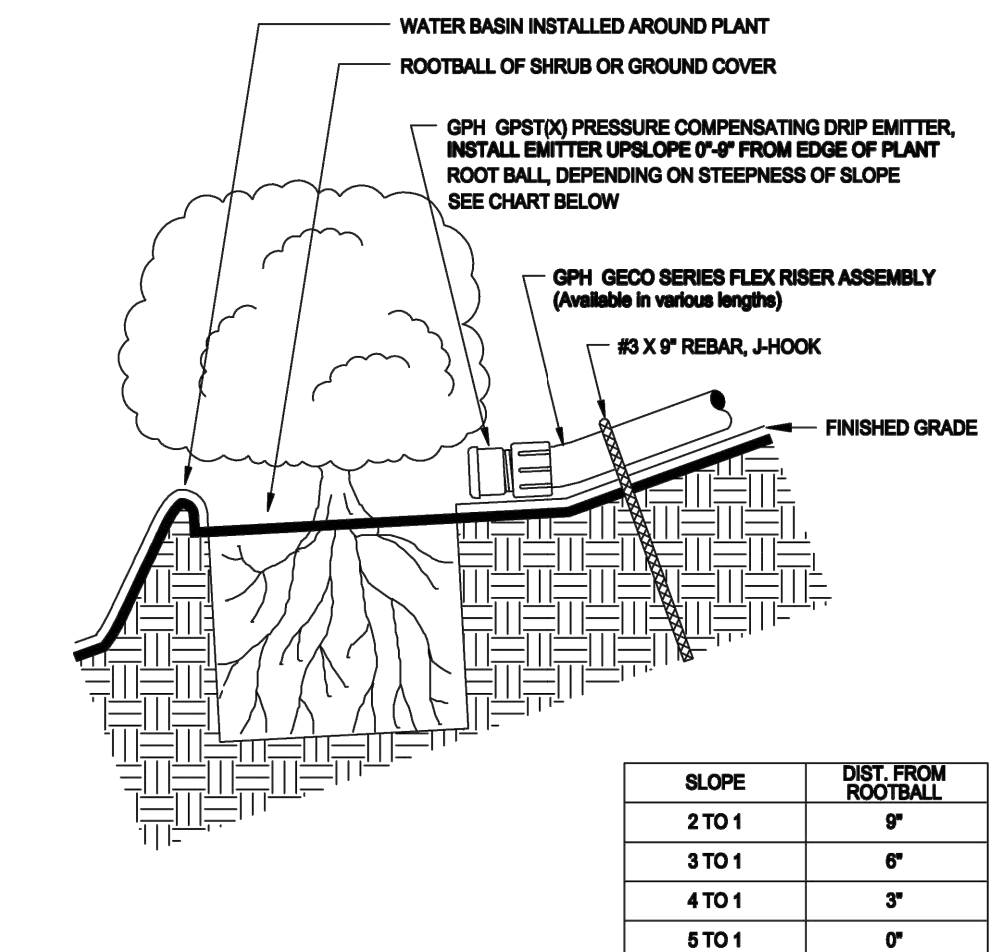 WATER BASIN INSTALLED AROUND PLANT
ROOTBALL OF SHRUB OR GROUND COVER
GPH GPST(X) PRESSURE COMPENSATING DRIP EMITTER,
INSTALL EMITTER UPSLOPE 0"-9" FROM EDGE OF PLANT
ROOT BALL, DEPENDING ON STEEPNESS OF SLOPE
SEE CHART BELOW
GPH GECO SERIES FLEX RISER ASSEMBLY
(Available in various lengths)
#3 X 9" REBAR, J-HOOK
FINISHED GRADE
SLOPE
DIST. FROM
ROOTBALL
2 TO 1 9"
3 TO 1 6"
4 TO 1 3"
5 TO 1 0"